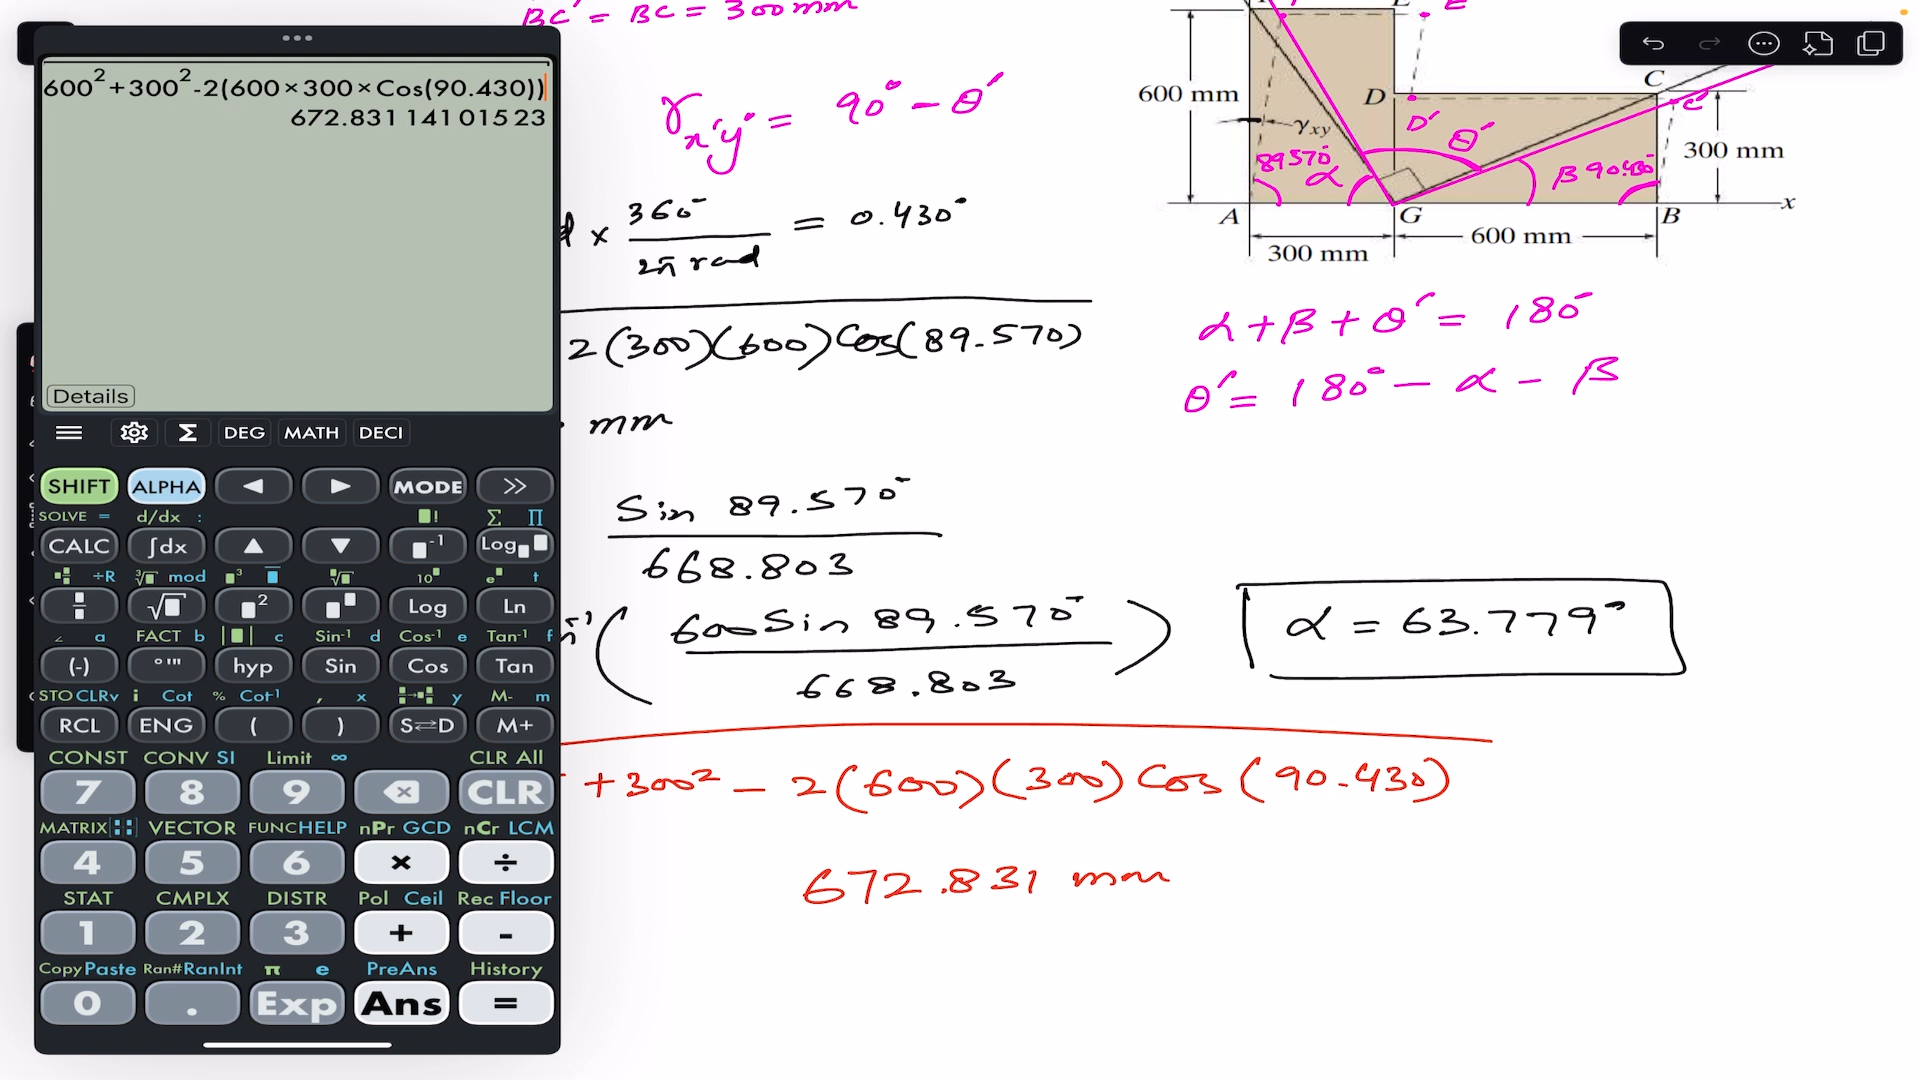 BC' = BC = 300 mm
γx'y' = 90° - θ'
x 360° / 2π rad = 0.430°
2(300)(600)Cos(89.570)
mm
Sin 89.570°
668.803
(600 Sin 89.570° / 668.803)
α = 63.779°
+ 300² - 2(600)(300)Cos(90.430)
672.831 mm
600 mm
D
C
C'
D'
θ'
γxy
89.570°
α
β 90.430°
300 mm
A
G
B
x
600 mm
300 mm
α + β + θ' = 180°
θ' = 180° - α - β
600²+300²-2(600×300×Cos(90.430))
672.831 141 015 23
Details
Σ DEG MATH DECI
SHIFT ALPHA ◄ ► MODE >>
SOLVE = d/dx : ! Σ Π
CALC ∫dx ▲ ▼ -1 Log
÷R mod 10 e t
2 Log Ln
∠ a FACT b c Sin-1 d Cos-1 e Tan-1 f
(-) °''' hyp Sin Cos Tan
STO CLRv i Cot % Cot-1 , x y M- m
RCL ENG ( ) S⇌D M+
CONST CONV SI Limit ∞ CLR All
7 8 9 CLR
MATRIX VECTOR FUNC HELP nPr GCD nCr LCM
4 5 6 × ÷
STAT CMPLX DISTR Pol Ceil Rec Floor
1 2 3 + -
Copy Paste Ran# RanInt π e PreAns History
0 . Exp Ans =